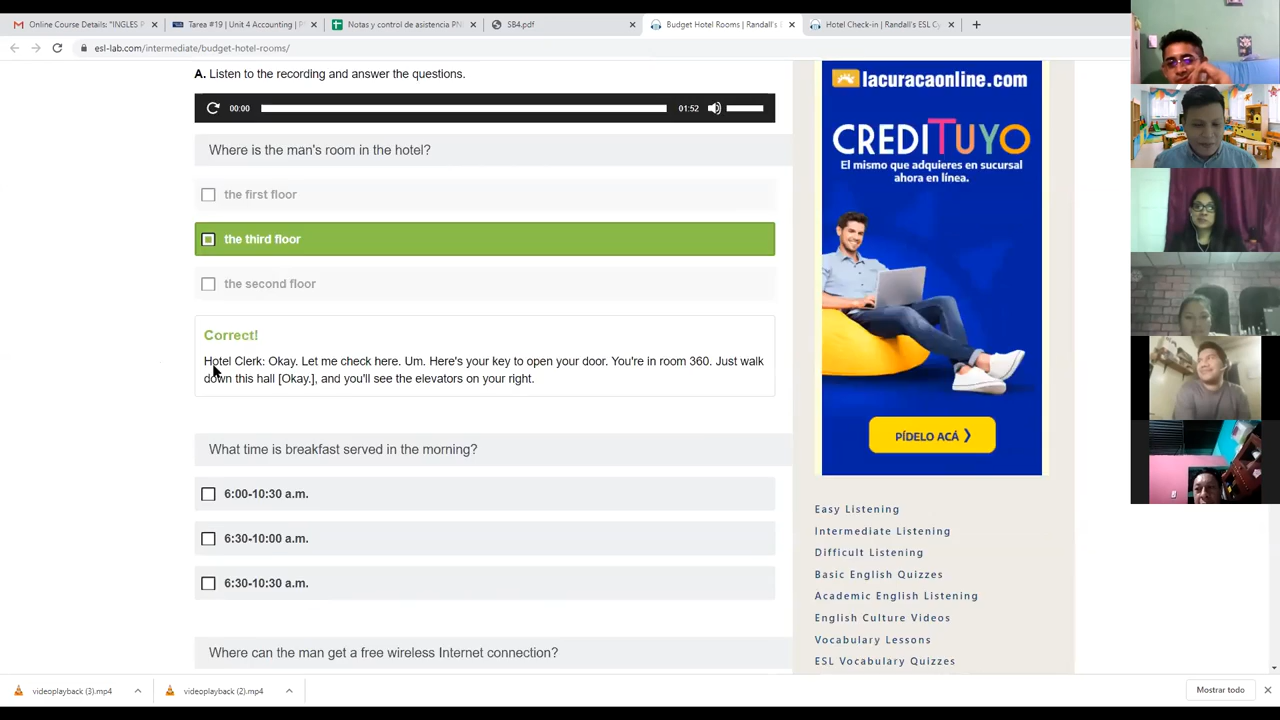 Online Course Details: "INGLES P
Tarea #19 | Unit 4 Accounting | P
Notas y control de asistencia PN
5B4.pdf
Budget Hotel Rooms | Randall's E
Hotel Check-in | Randall's ESL Cy
esl-lab.com/intermediate/budget-hotel-rooms/
A. Listen to the recording and answer the questions.
00:00
01:52
Where is the man's room in the hotel?
the first floor
the third floor
the second floor
Correct!
Hotel Clerk: Okay. Let me check here. Um. Here's your key to open your door. You're in room 360. Just walk
down this hall [Okay.], and you'll see the elevators on your right.
What time is breakfast served in the morning?
6:00-10:30 a.m.
6:30-10:00 a.m.
6:30-10:30 a.m.
Where can the man get a free wireless Internet connection?
lacuracaonline.com
CREDITUYO
El mismo que adquieres en sucursal
ahora en línea.
PÍDELO ACÁ
Easy Listening
Intermediate Listening
Difficult Listening
Basic English Quizzes
Academic English Listening
English Culture Videos
Vocabulary Lessons
ESL Vocabulary Quizzes
videoplayback (3).mp4
videoplayback (2).mp4
Mostrar todo